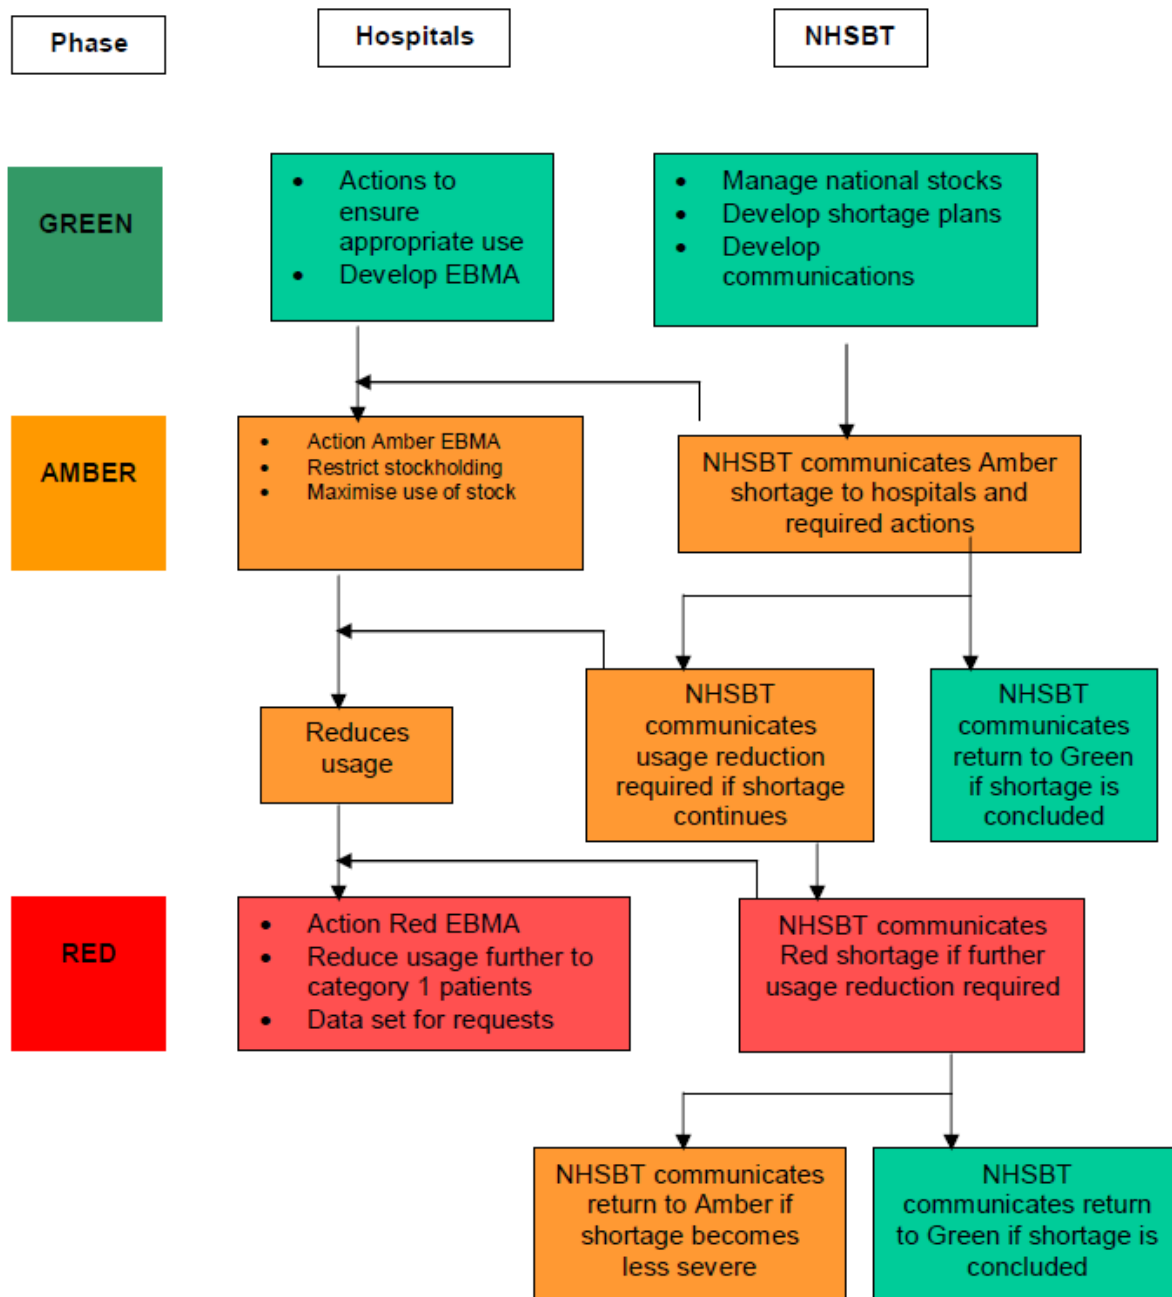 Phase
Hospitals
NHSBT
GREEN
• Actions to
ensure
appropriate use
• Develop EBMA
• Manage national stocks
• Develop shortage plans
• Develop
communications
AMBER
• Action Amber EBMA
• Restrict stockholding
• Maximise use of stock
NHSBT communicates Amber
shortage to hospitals and
required actions
Reduces
usage
NHSBT
communicates
usage reduction
required if shortage
continues
NHSBT
communicates
return to Green
if shortage is
concluded
RED
• Action Red EBMA
• Reduce usage further to
category 1 patients
• Data set for requests
NHSBT communicates
Red shortage if further
usage reduction required
NHSBT communicates
return to Amber if
shortage becomes
less severe
NHSBT
communicates return
to Green if shortage is
concluded